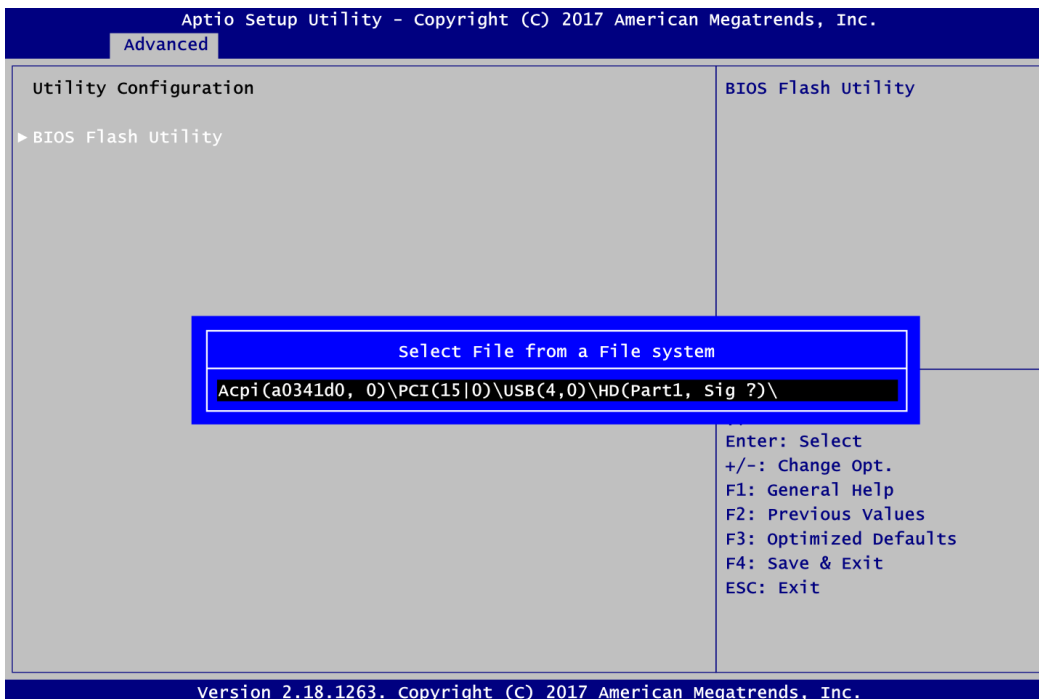 Aptio Setup Utility - Copyright (C) 2017 American Megatrends, Inc.
Advanced
Utility Configuration
BIOS Flash Utility
► BIOS Flash Utility
Select File from a File system
Acpi(a0341d0, 0)\PCI(15|0)\USB(4,0)\HD(Part1, Sig ?)\
Enter: Select
+/-: Change Opt.
F1: General Help
F2: Previous Values
F3: Optimized Defaults
F4: Save & Exit
ESC: Exit
Version 2.18.1263. Copyright (C) 2017 American Megatrends, Inc.